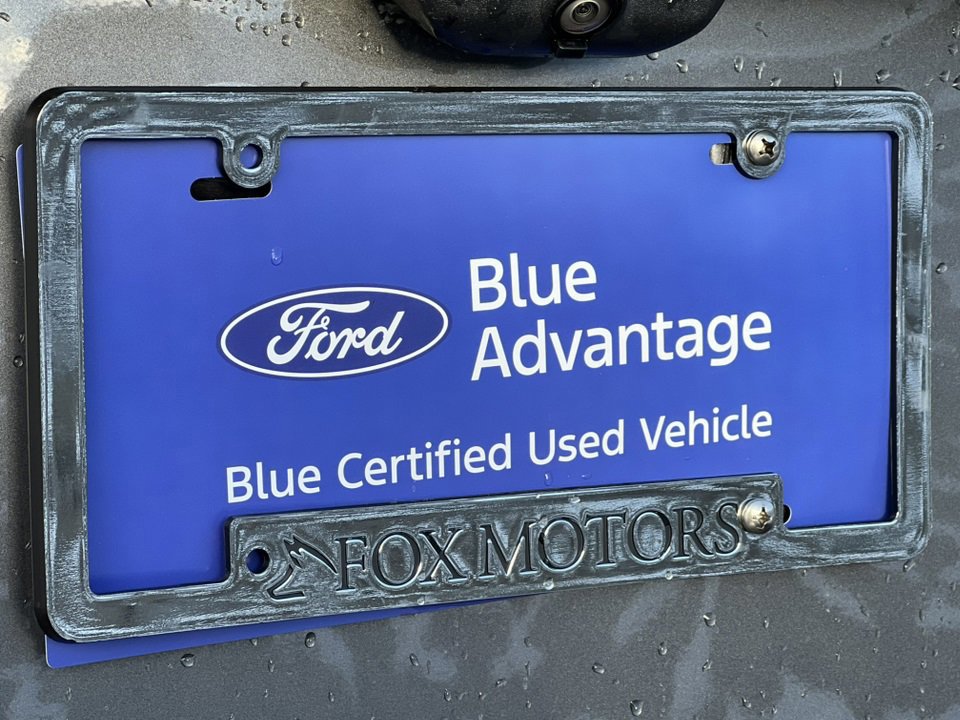 Ford
Blue
Advantage
Blue Certified Used Vehicle
FOX MOTORS